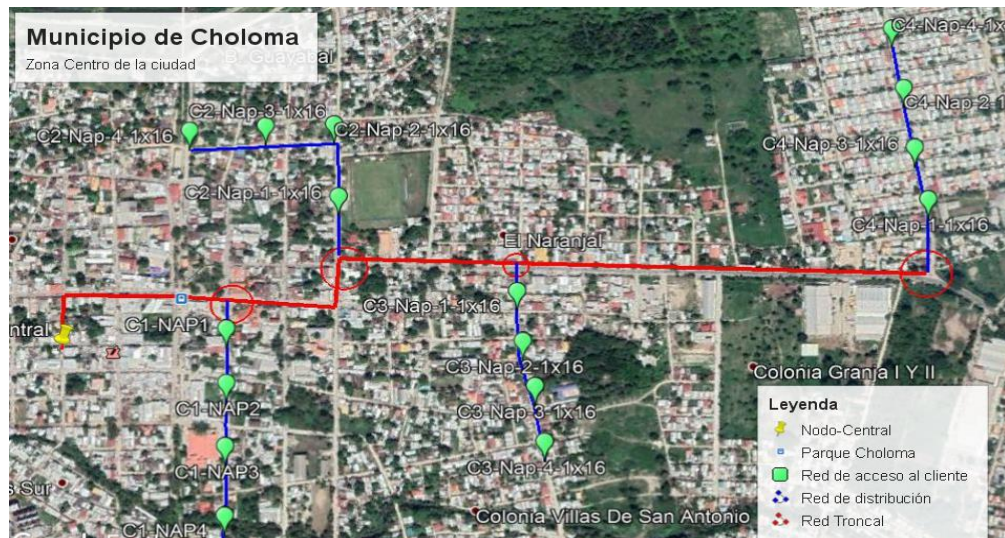 Municipio de Choloma
Zona Centro de la ciudad
B. Guayabal
C4-Nap-4-1x
C2-Nap-4-1x16
C2-Nap-3-1x16
C2-Nap-2-1x16
C4-Nap-2-1
C4-Nap-3-1x16
C2-Nap-1-1x16
C4-Nap-1-1x16
El Naranjal
C3-Nap-1-1x16
ntral
C1-NAP1
C3-Nap-2-1x16
Colonia Granja I Y II
C1-NAP2
C3-Nap-3-1x16
C1-NAP3
C3-Nap-4-1x16
s Sur
C1-NAP4
Colonia Villas De San Antonio
Leyenda
Nodo-Central
Parque Choloma
Red de acceso al cliente
Red de distribución
Red Troncal